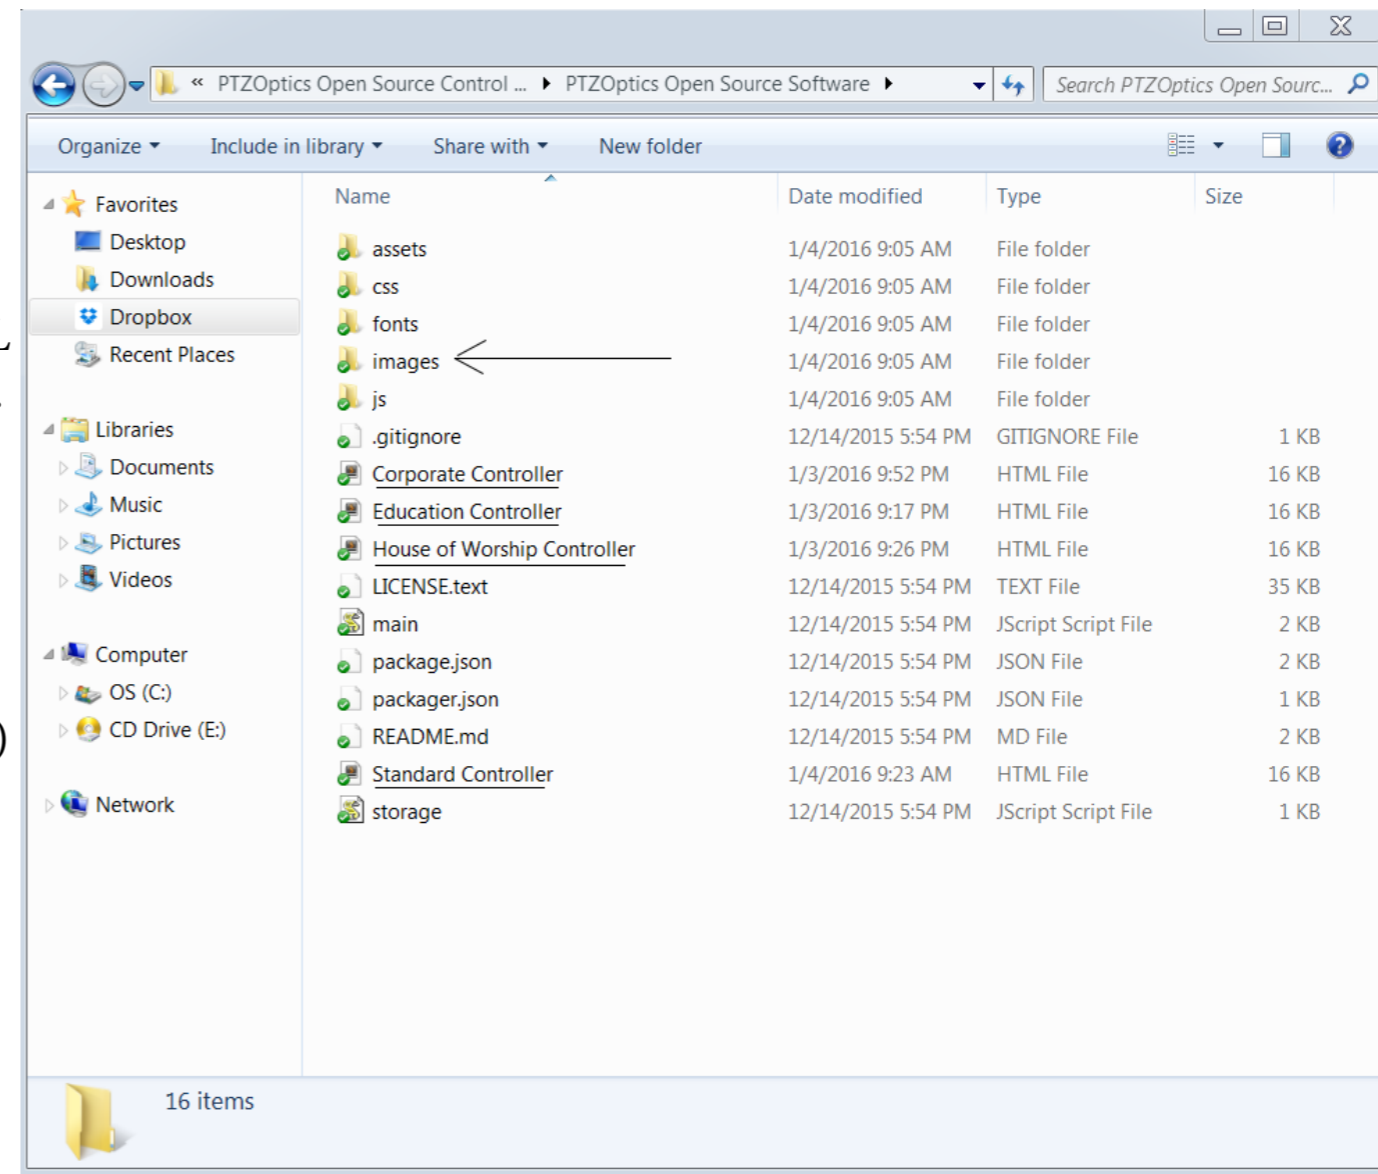 « PTZOptics Open Source Control ... PTZOptics Open Source Software Search PTZOptics Open Sourc...
Organize Include in library Share with New folder
Name Date modified Type Size
Favorites
Desktop
Downloads
Dropbox
Recent Places
Libraries
Documents
Music
Pictures
Videos
Computer
OS (C:)
CD Drive (E:)
Network
assets 1/4/2016 9:05 AM File folder
css 1/4/2016 9:05 AM File folder
fonts 1/4/2016 9:05 AM File folder
images 1/4/2016 9:05 AM File folder
js 1/4/2016 9:05 AM File folder
.gitignore 12/14/2015 5:54 PM GITIGNORE File 1 KB
Corporate Controller 1/3/2016 9:52 PM HTML File 16 KB
Education Controller 1/3/2016 9:17 PM HTML File 16 KB
House of Worship Controller 1/3/2016 9:26 PM HTML File 16 KB
LICENSE.text 12/14/2015 5:54 PM TEXT File 35 KB
main 12/14/2015 5:54 PM JScript Script File 2 KB
package.json 12/14/2015 5:54 PM JSON File 2 KB
packager.json 12/14/2015 5:54 PM JSON File 1 KB
README.md 12/14/2015 5:54 PM MD File 2 KB
Standard Controller 1/4/2016 9:23 AM HTML File 16 KB
storage 12/14/2015 5:54 PM JScript Script File 1 KB
16 items